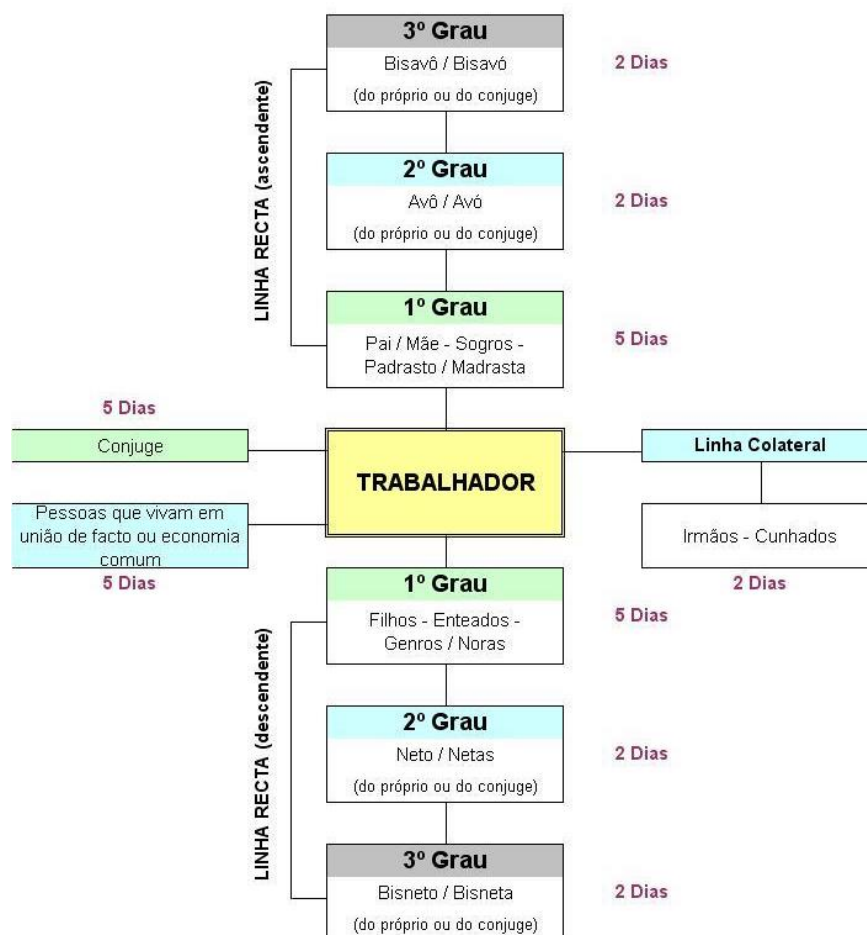 3º Grau
Bisavô / Bisavó
(do próprio ou do conjuge)
2 Dias
2º Grau
Avô / Avó
(do próprio ou do conjuge)
2 Dias
LINHA RECTA (ascendente)
1º Grau
Pai / Mãe - Sogros -
Padrasto / Madrasta
5 Dias
5 Dias
Conjuge
Pessoas que vivam em
união de facto ou economia
comum
5 Dias
TRABALHADOR
Linha Colateral
Irmãos - Cunhados
2 Dias
1º Grau
Filhos - Enteados -
Genros / Noras
5 Dias
LINHA RECTA (descendente)
2º Grau
Neto / Netas
(do próprio ou do conjuge)
2 Dias
3º Grau
Bisneto / Bisneta
(do próprio ou do conjuge)
2 Dias